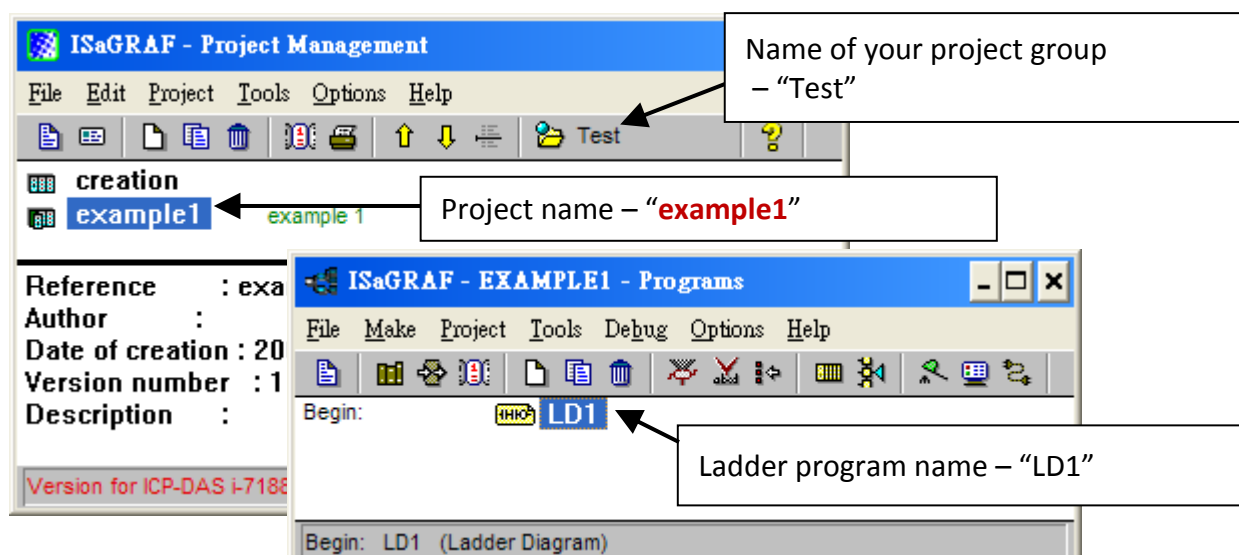 ISaGRAF - Project Management
File Edit Project Tools Options Help
Test
Name of your project group
– “Test”
creation
example1 example 1
Project name – “example1”
Reference : exa
Author :
Date of creation : 20
Version number : 1
Description :
Version for ICP-DAS i-7188
ISaGRAF - EXAMPLE1 - Programs
File Make Project Tools Debug Options Help
Begin: LD1
Ladder program name – “LD1”
Begin: LD1 (Ladder Diagram)